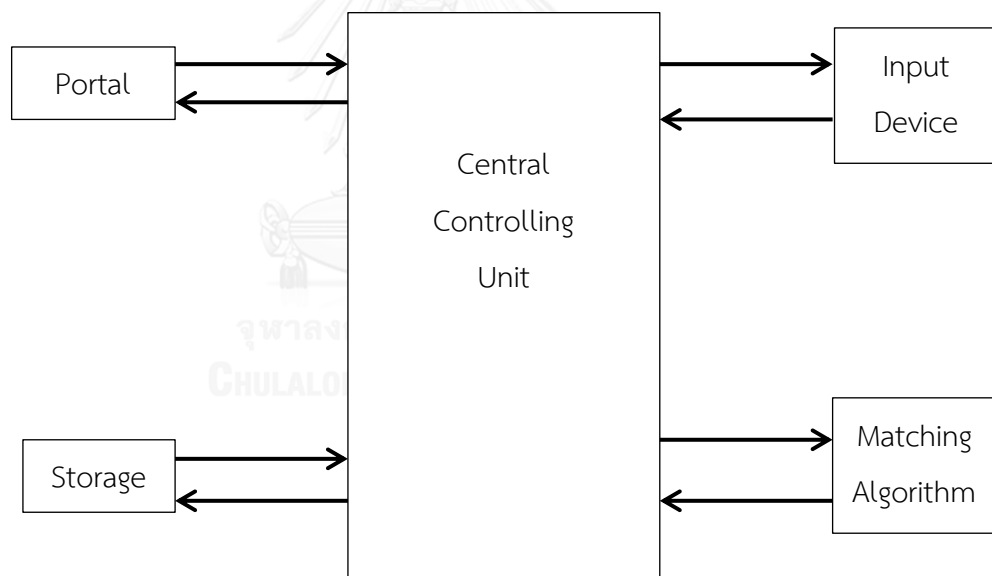 Portal
Central
Controlling
Unit
Input
Device
Storage
Matching
Algorithm